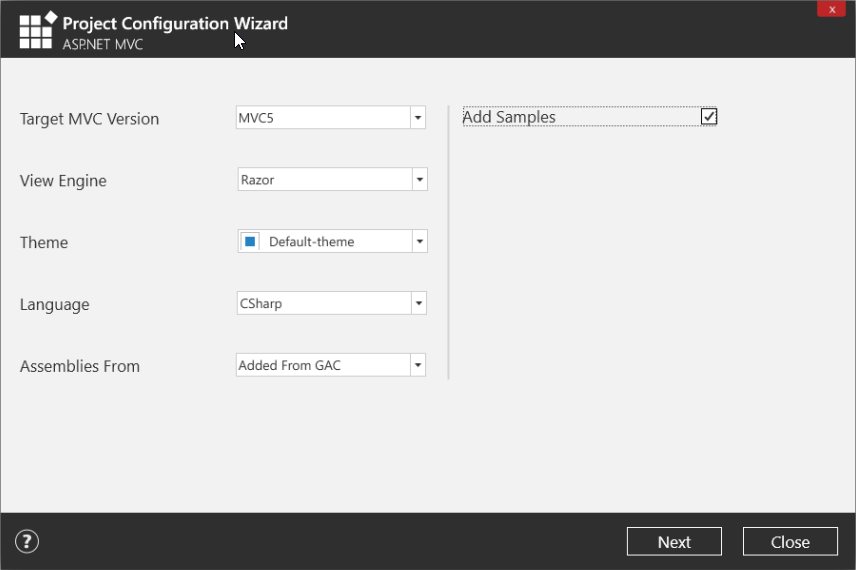 Project Configuration Wizard
ASP.NET MVC
x
Target MVC Version
MVC5
Add Samples
View Engine
Razor
Theme
Default-theme
Language
CSharp
Assemblies From
Added From GAC
?
Next
Close